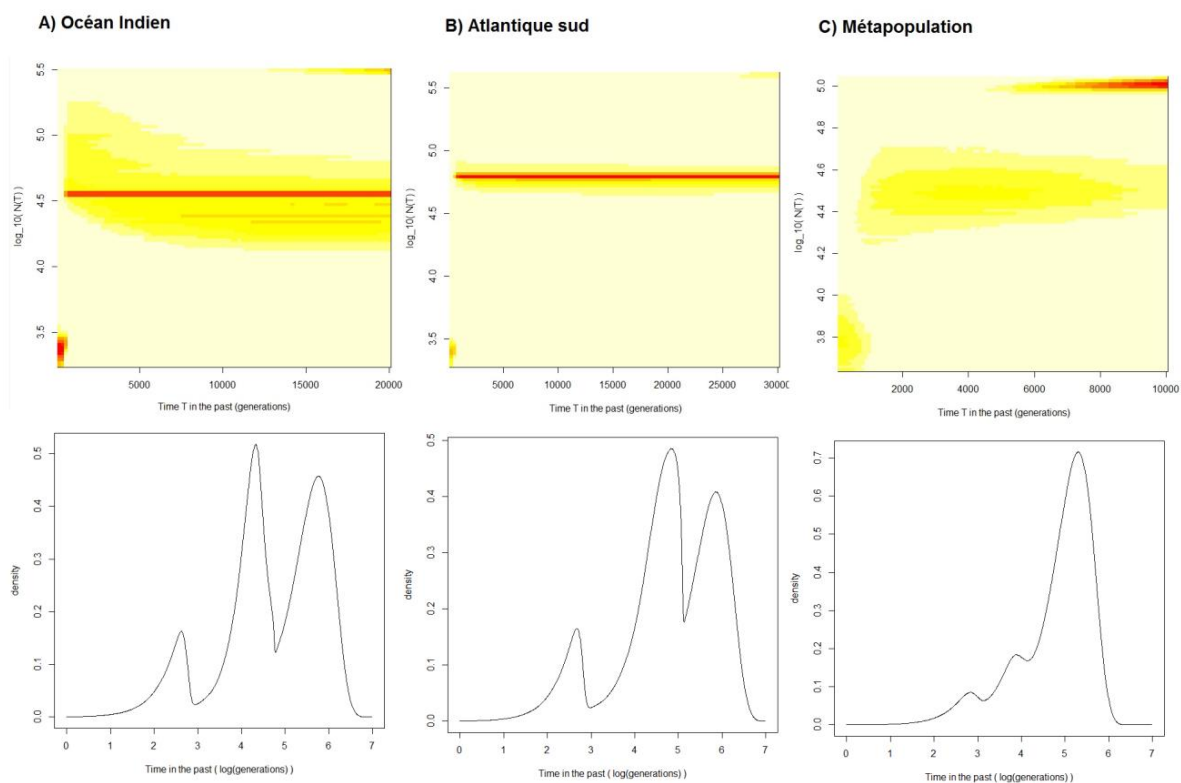 A) Océan Indien
B) Atlantique sud
C) Métapopulation
log_10( N(T) )
5.5
5.0
4.5
4.0
3.5
5000 10000 15000 20000
Time T in the past (generations)
log_10( N(T) )
5.5
5.0
4.5
4.0
3.5
5000 10000 15000 20000 25000 30000
Time T in the past (generations)
log_10( N(T) )
5.0
4.8
4.6
4.4
4.2
4.0
3.8
2000 4000 6000 8000 10000
Time T in the past (generations)
density
0.5
0.4
0.3
0.2
0.1
0.0
0 1 2 3 4 5 6 7
Time in the past ( log(generations) )
density
0.5
0.4
0.3
0.2
0.1
0.0
0 1 2 3 4 5 6 7
Time in the past ( log(generations) )
density
0.7
0.6
0.5
0.4
0.3
0.2
0.1
0.0
0 1 2 3 4 5 6 7
Time in the past ( log(generations) )